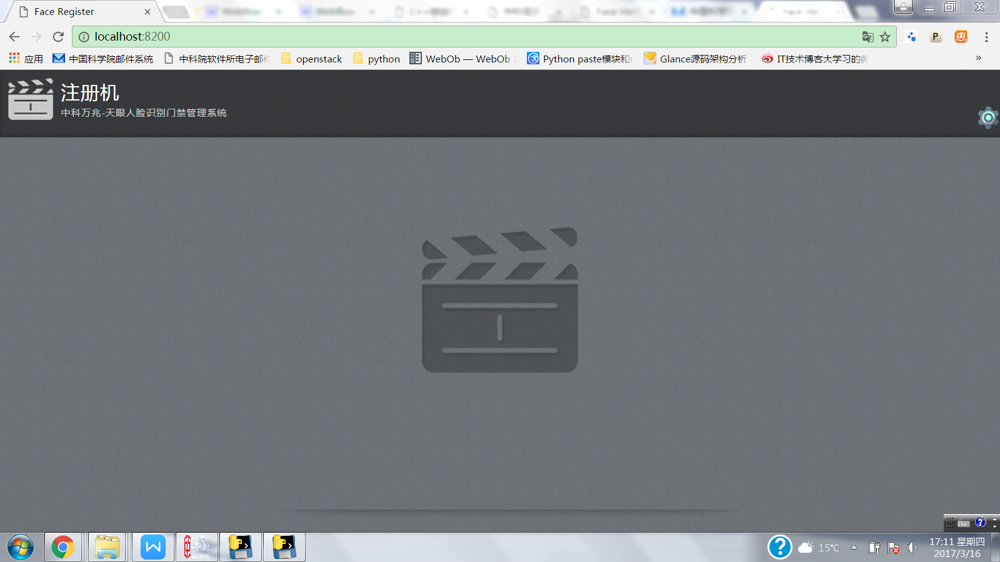 Face Register
localhost:8200
应用
中国科学院邮件系统
中科院软件所电子邮件
openstack
python
WebOb — WebOb
Python paste模块和
Glance源码架构分析
IT技术博客大学习的微
»
注册机
中科万兆-天眼人脸识别门禁管理系统
15℃
17:11 星期四
2017/3/16